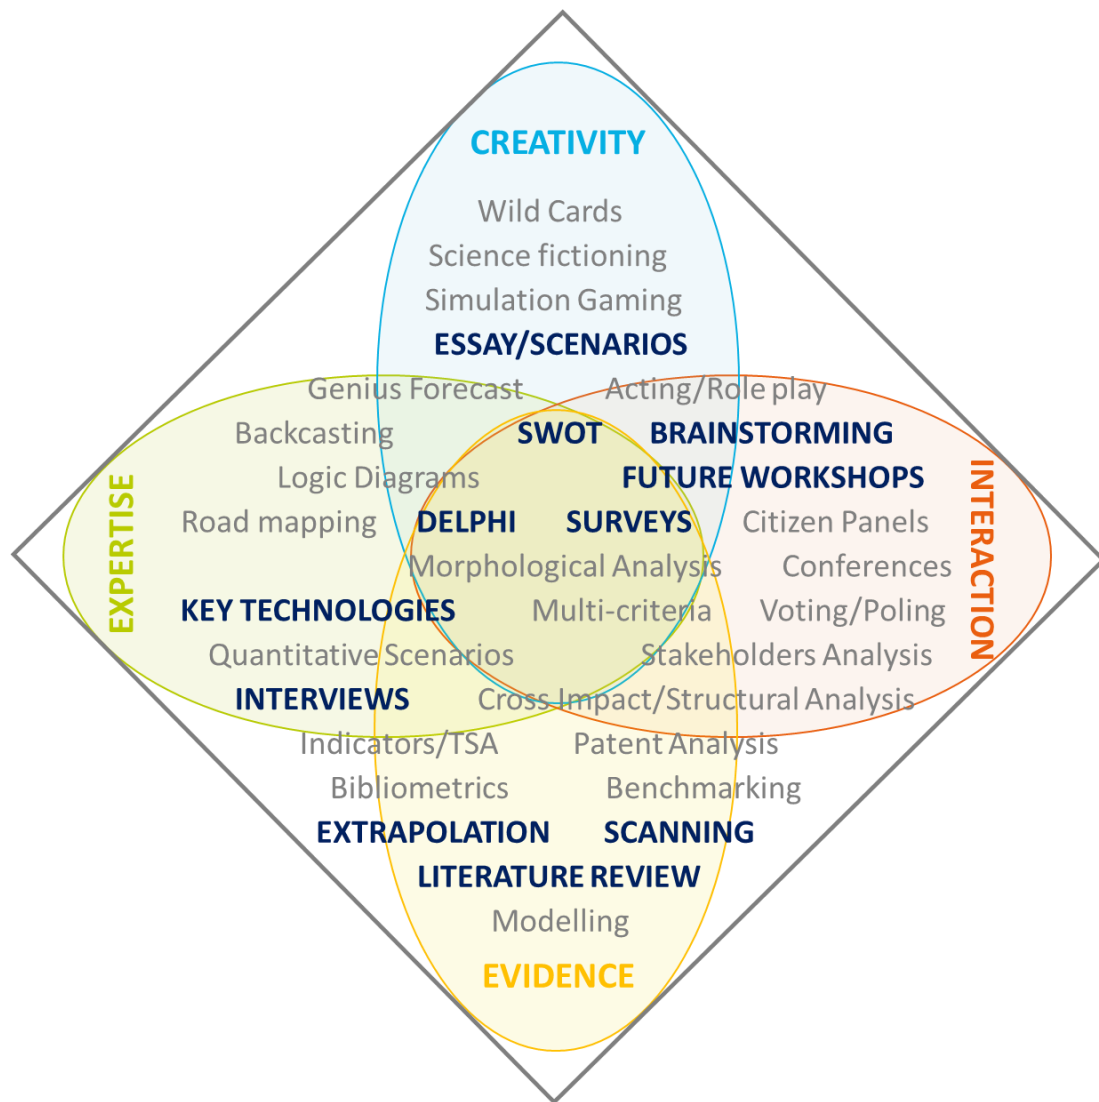 CREATIVITY
Wild Cards
Science fictioning
Simulation Gaming
ESSAY/SCENARIOS
Genius Forecast Acting/Role play
Backcasting SWOT BRAINSTORMING
Logic Diagrams FUTURE WORKSHOPS
EXPERTISE
Road mapping DELPHI SURVEYS Citizen Panels
INTERACTION
Morphological Analysis Conferences
KEY TECHNOLOGIES Multi-criteria Voting/Poling
Quantitative Scenarios Stakeholders Analysis
INTERVIEWS Cross Impact/Structural Analysis
Indicators/TSA Patent Analysis
Bibliometrics Benchmarking
EXTRAPOLATION SCANNING
LITERATURE REVIEW
Modelling
EVIDENCE